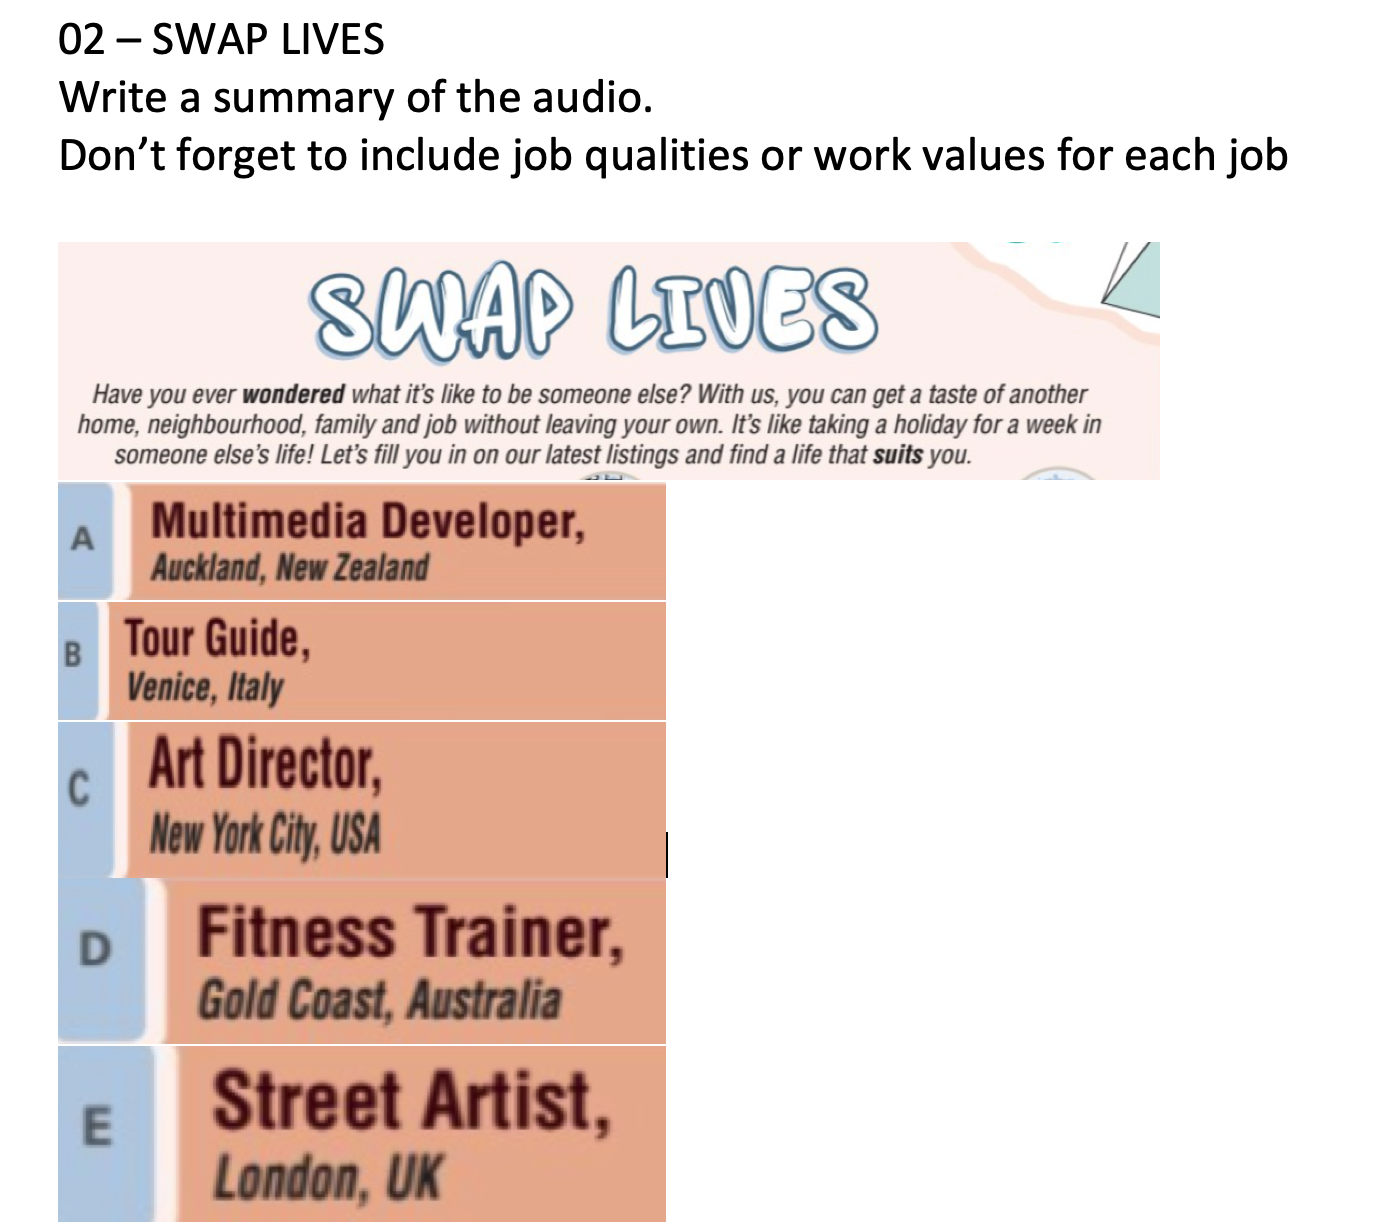 02 – SWAP LIVES
Write a summary of the audio.
Don’t forget to include job qualities or work values for each job
SWAP LIVES
Have you ever wondered what it’s like to be someone else? With us, you can get a taste of another
home, neighbourhood, family and job without leaving your own. It’s like taking a holiday for a week in
someone else’s life! Let’s fill you in on our latest listings and find a life that suits you.
A
Multimedia Developer,
Auckland, New Zealand
B
Tour Guide,
Venice, Italy
C
Art Director,
New York City, USA
D
Fitness Trainer,
Gold Coast, Australia
E
Street Artist,
London, UK